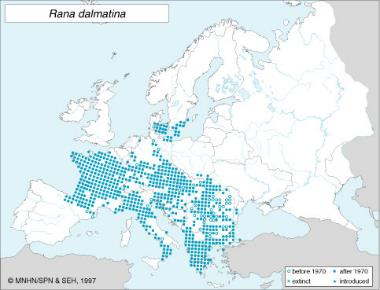 Rana dalmatina
© MNHN/SPN & SEH, 1997
before 1970 after 1970
extinct introduced